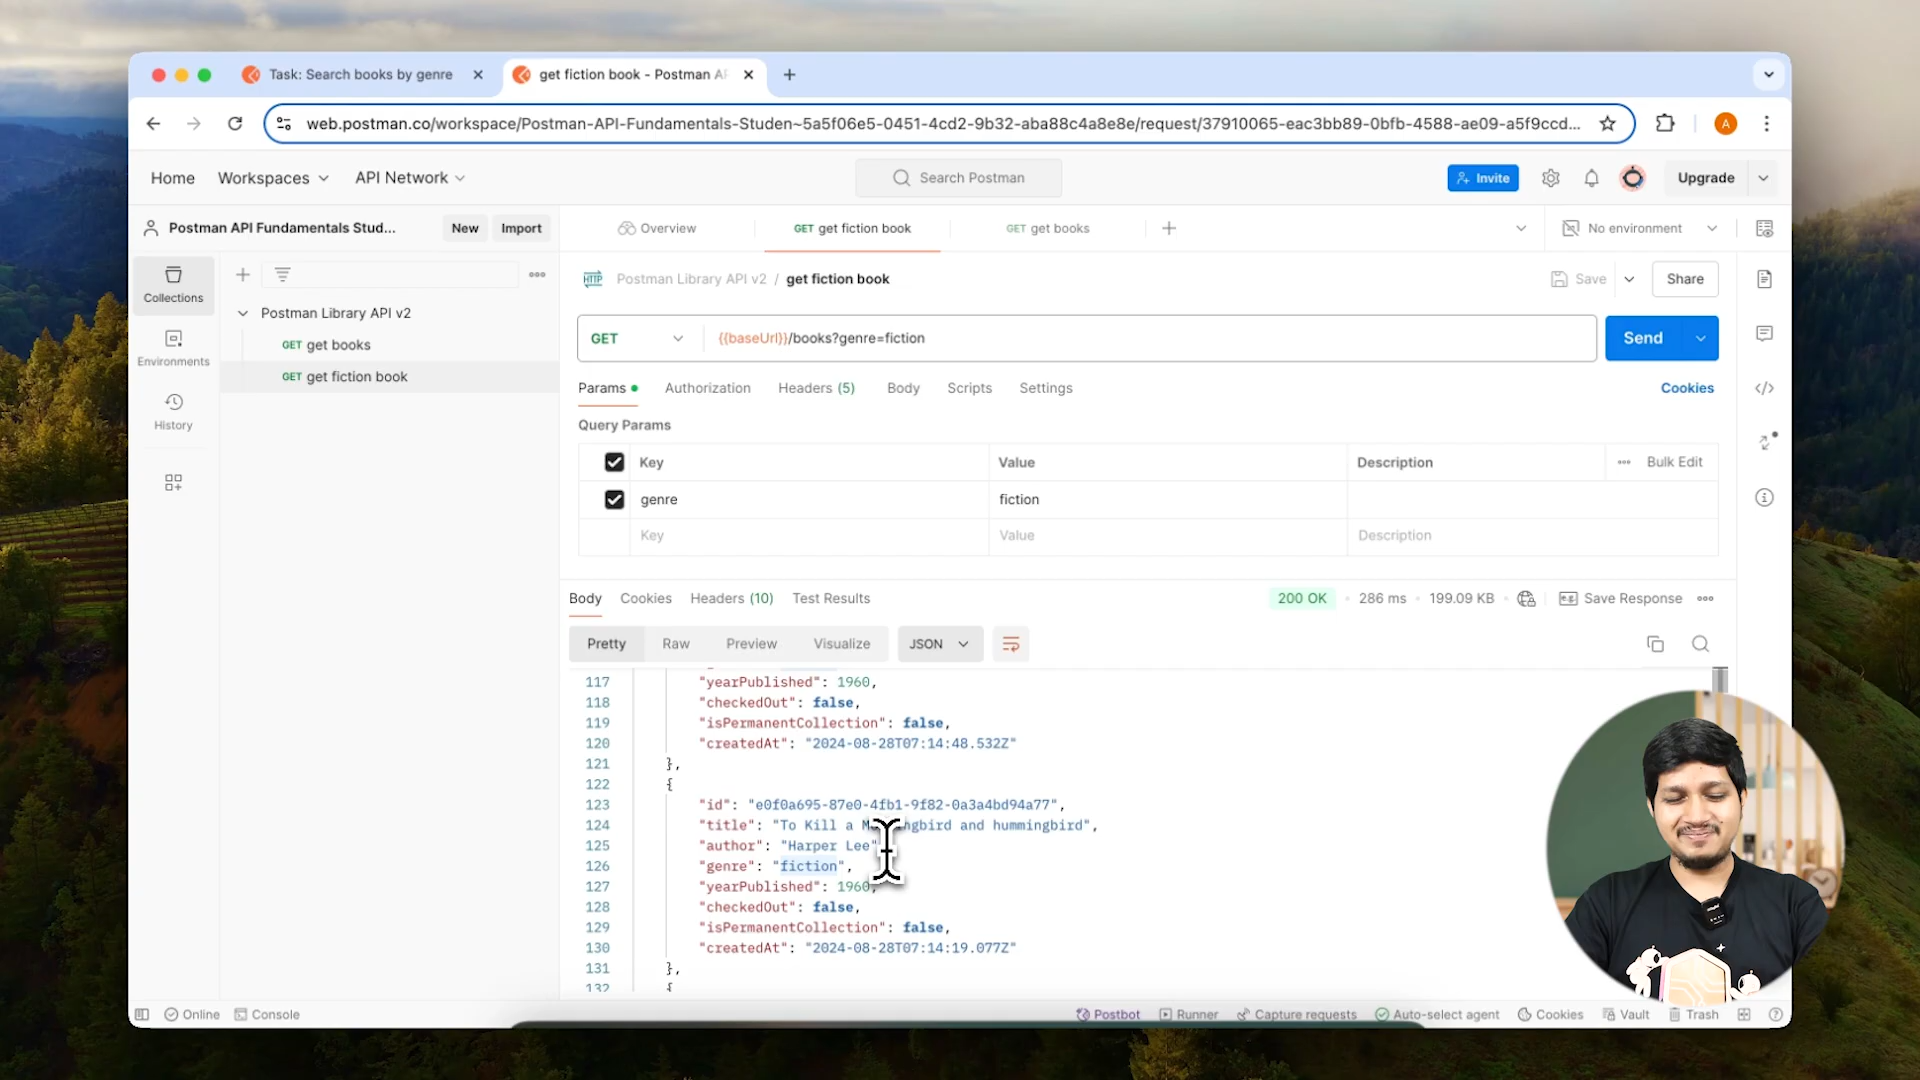 Task: Search books by genre
get fiction book - Postman AP
web.postman.co/workspace/Postman-API-Fundamentals-Studen~5a5f06e5-0451-4cd2-9b32-aba88c4a8e8e/request/37910065-eac3bb89-0bfb-4588-ae09-a5f9ccd...
A
Home Workspaces API Network
Search Postman
Invite
Upgrade
Postman API Fundamentals Stud...
New Import
Overview
GET get fiction book
GET get books
No environment
Collections
Environments
History
Postman Library API v2
GET get books
GET get fiction book
HTTP Postman Library API v2 / get fiction book
Save
Share
GET
{{baseUrl}}/books?genre=fiction
Send
Params Authorization Headers (5) Body Scripts Settings
Cookies
Query Params
Key Value Description Bulk Edit
genre fiction
Key Value Description
Body Cookies Headers (10) Test Results
200 OK 286 ms 199.09 KB Save Response
Pretty Raw Preview Visualize JSON
117 "yearPublished": 1960,
118 "checkedOut": false,
119 "isPermanentCollection": false,
120 "createdAt": "2024-08-28T07:14:48.532Z"
121 },
122 {
123 "id": "e0f0a695-87e0-4fb1-9f82-0a3a4bd94a77",
124 "title": "To Kill a and hummingbird",
125 "author": "Harper Lee"
126 "genre": "fiction",
127 "yearPublished": 1960,
128 "checkedOut": false,
129 "isPermanentCollection": false,
130 "createdAt": "2024-08-28T07:14:19.077Z"
131 },
132 {
Online Console
Postbot Runner Capture requests Auto-select agent Cookies Vault Trash